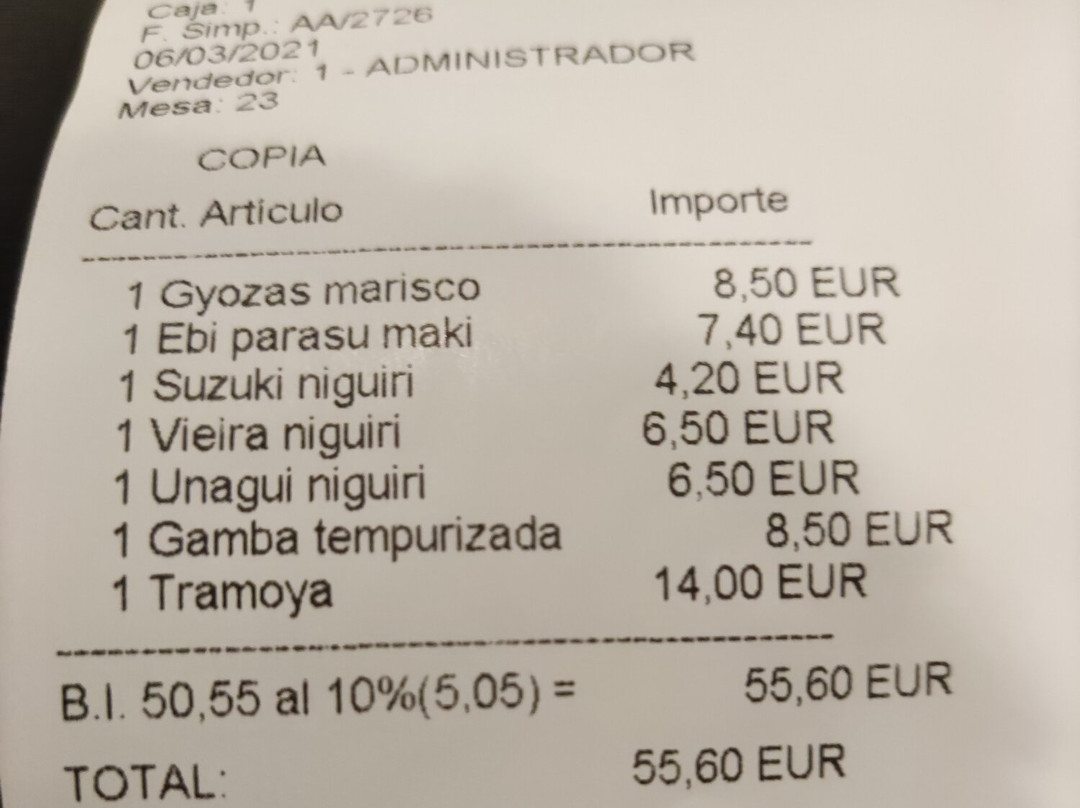 Caja: 1
F. Simp.: AA/2726
06/03/2021
Vendedor: 1 - ADMINISTRADOR
Mesa: 23
COPIA
Cant. Artículo Importe
1 Gyozas marisco 8,50 EUR
1 Ebi parasu maki 7,40 EUR
1 Suzuki niguiri 4,20 EUR
1 Vieira niguiri 6,50 EUR
1 Unagui niguiri 6,50 EUR
1 Gamba tempurizada 8,50 EUR
1 Tramoya 14,00 EUR
B.I. 50,55 al 10%(5,05) = 55,60 EUR
TOTAL: 55,60 EUR